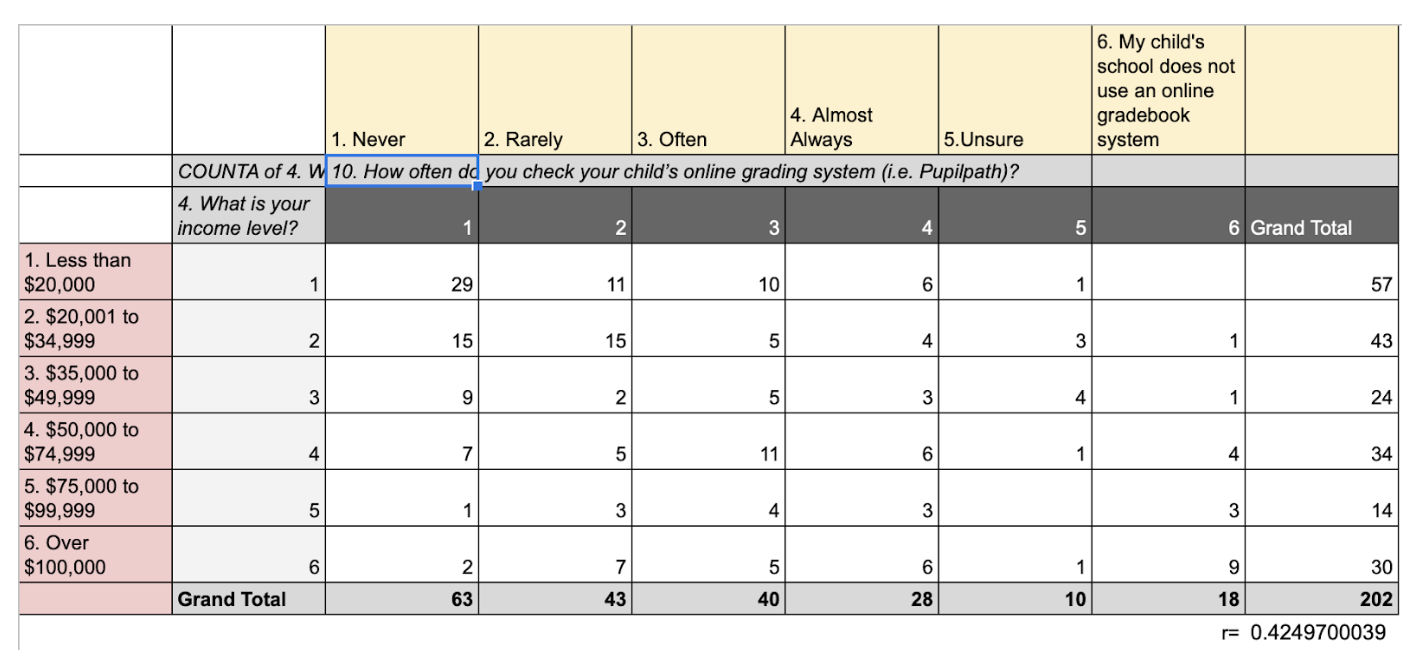 1. Never 2. Rarely 3. Often 4. Almost Always 5.Unsure 6. My child's school does not use an online gradebook system
COUNTA of 4. W 10. How often do you check your child's online grading system (i.e. Pupilpath)?
4. What is your income level? 1 2 3 4 5 6 Grand Total
1. Less than $20,000 1 29 11 10 6 1 57
2. $20,001 to $34,999 2 15 15 5 4 3 1 43
3. $35,000 to $49,999 3 9 2 5 3 4 1 24
4. $50,000 to $74,999 4 7 5 11 6 1 4 34
5. $75,000 to $99,999 5 1 3 4 3 3 14
6. Over $100,000 6 2 7 5 6 1 9 30
Grand Total 63 43 40 28 10 18 202
r= 0.4249700039